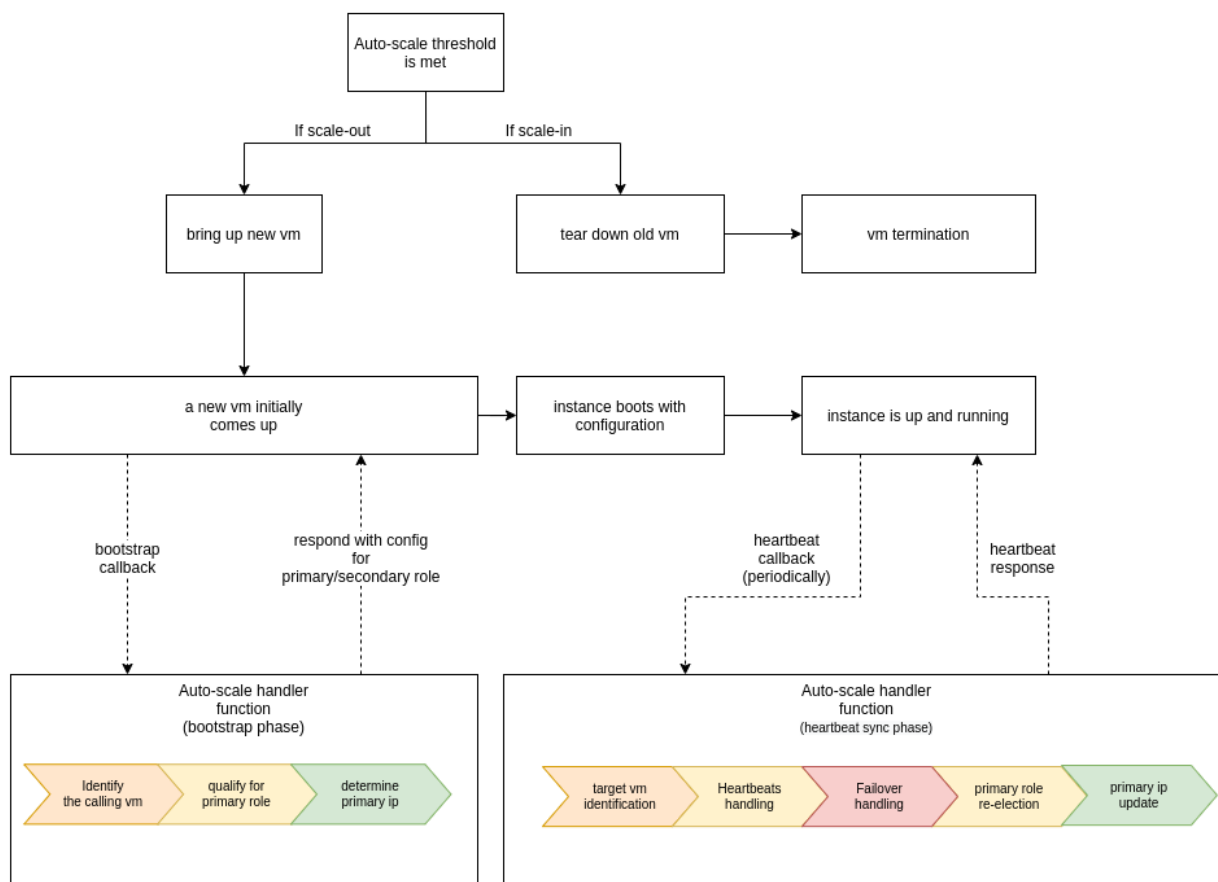 Auto-scale threshold
is met
If scale-out
If scale-in
bring up new vm
tear down old vm
vm termination
a new vm initially
comes up
instance boots with
configuration
instance is up and running
bootstrap
callback
respond with config
for
primary/secondary role
heartbeat
callback
(periodically)
heartbeat
response
Auto-scale handler
function
(bootstrap phase)
Identify
the calling vm
qualify for
primary role
determine
primary ip
Auto-scale handler
function
(heartbeat sync phase)
target vm
identification
Heartbeats
handling
Failover
handling
primary role
re-election
primary ip
update